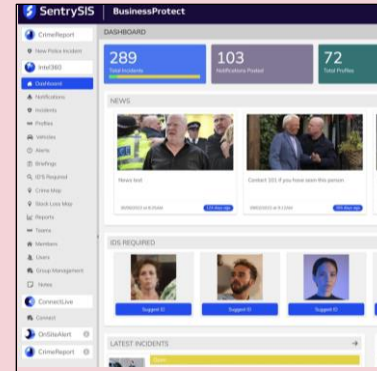 SentrySIS BusinessProtect
CrimeReport
New Police Incident
Intel360
Dashboard
Notifications
Incidents
Profiles
Vehicles
Alerts
Briefings
IDS Required
Crime Map
Stock Loss Map
Reports
Teams
Members
Users
Group Management
Notes
ConnectLive
Connect
OnSiteAlert
CrimeReport
DASHBOARD
289
Total Incidents
103
Notifications Posted
72
Total Profiles
NEWS
News test
Contact 101 if you have seen this person
IDS REQUIRED
Suggest ID
Suggest ID
Suggest ID
LATEST INCIDENTS